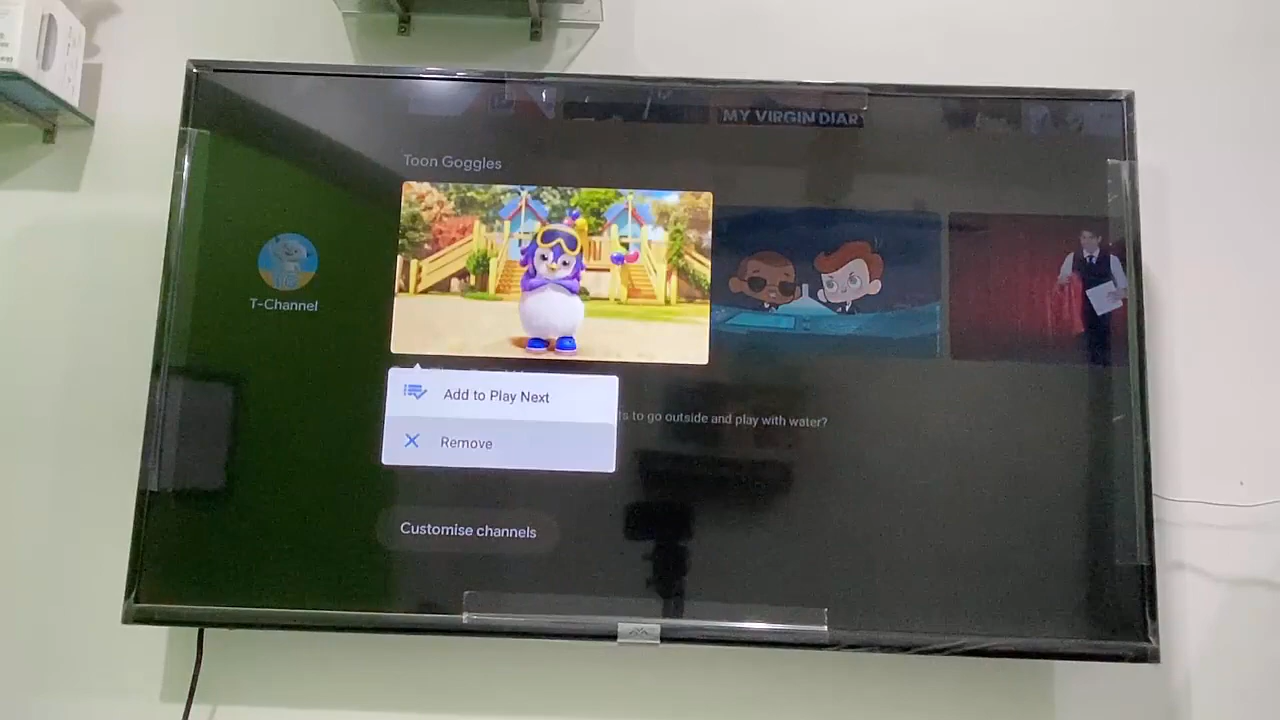 MY VIRGIN DIAR
Toon Goggles
T-Channel
Add to Play Next
to go outside and play with water?
Remove
Customise channels